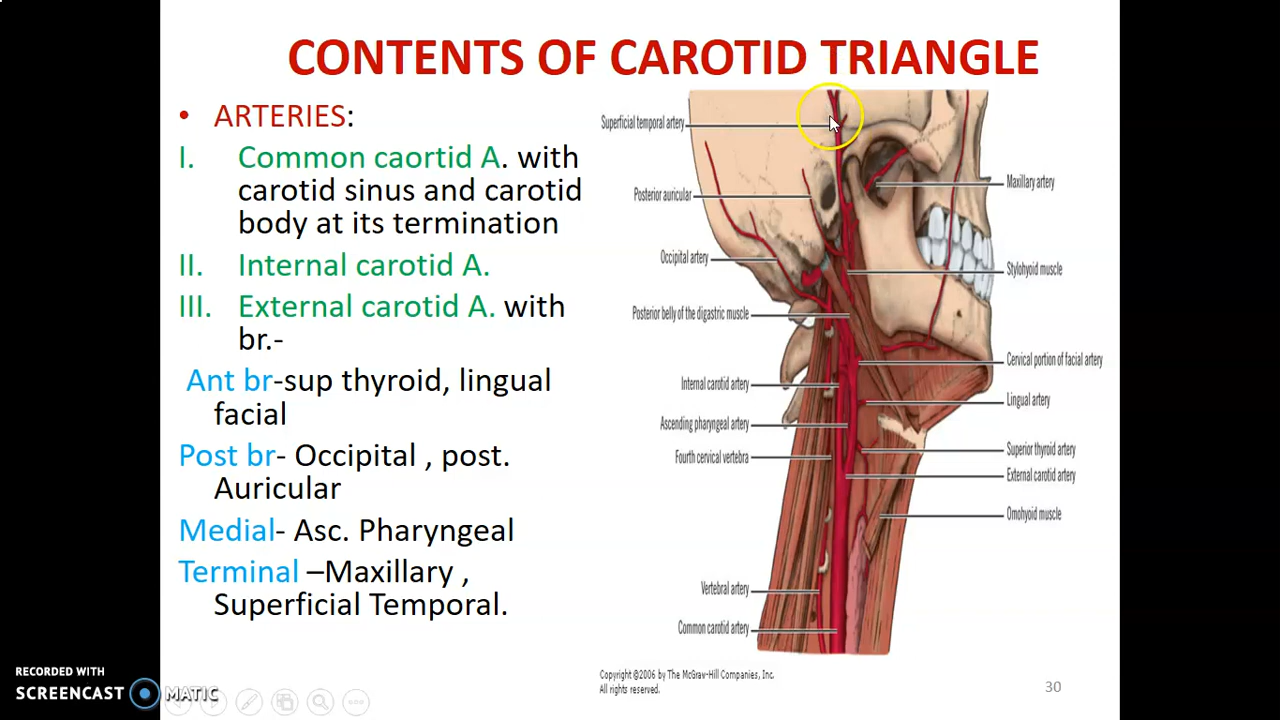 CONTENTS OF CAROTID TRIANGLE
• ARTERIES:
I. Common caortid A. with
carotid sinus and carotid
body at its termination
II. Internal carotid A.
III. External carotid A. with
br.-
Ant br-sup thyroid, lingual
facial
Post br- Occipital , post.
Auricular
Medial- Asc. Pharyngeal
Terminal –Maxillary ,
Superficial Temporal.
Superficial temporal artery
Posterior auricular
Occipital artery
Posterior belly of the digastric muscle
Internal carotid artery
Ascending pharyngeal artery
Fourth cervical vertebra
Vertebral artery
Common carotid artery
Maxillary artery
Stylohyoid muscle
Cervical portion of facial artery
Lingual artery
Superior thyroid artery
External carotid artery
Omohyoid muscle
Copyright ©2006 by The McGraw-Hill Companies, Inc.
All rights reserved.
30
RECORDED WITH
SCREENCAST MATIC